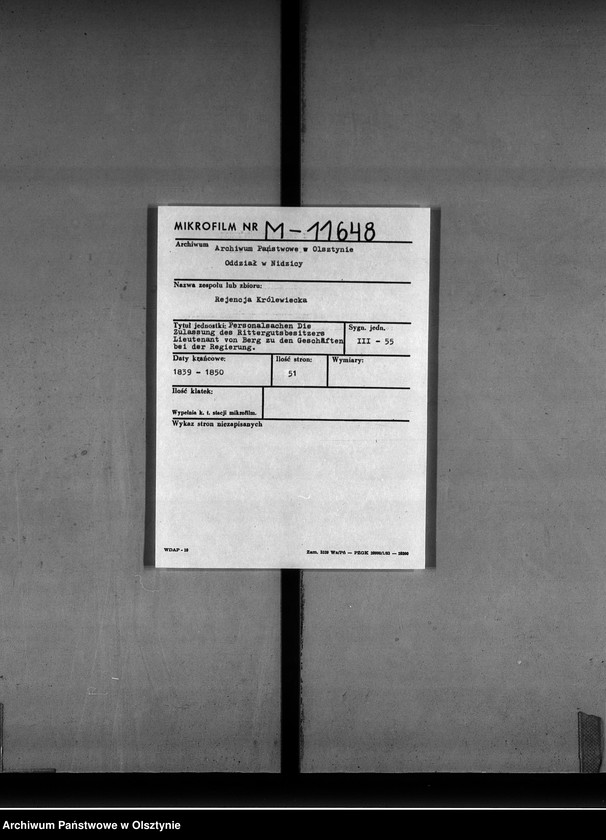 MIKROFILM NR M-11648
Archiwum Archiwum Państwowe w Olsztynie
Oddział w Nidzicy
Nazwa zespołu lub zbioru:
Rejencja Królewiecka
Tytuł jednostki: Personalsachen Die
Zulassung des Rittergutsbesitzers
Lieutenant von Berg zu den Geschäften
bei der Regierung.
Sygn. jedn.
III - 55
Daty krańcowe: Ilość stron: Wymiary:
1839 - 1850 51
Ilość klatek:
Wypełnia k. t. stacji mikrofilm.
Wykaz stron niezapisanych
WDAP - 16
Archiwum Państwowe w Olsztynie